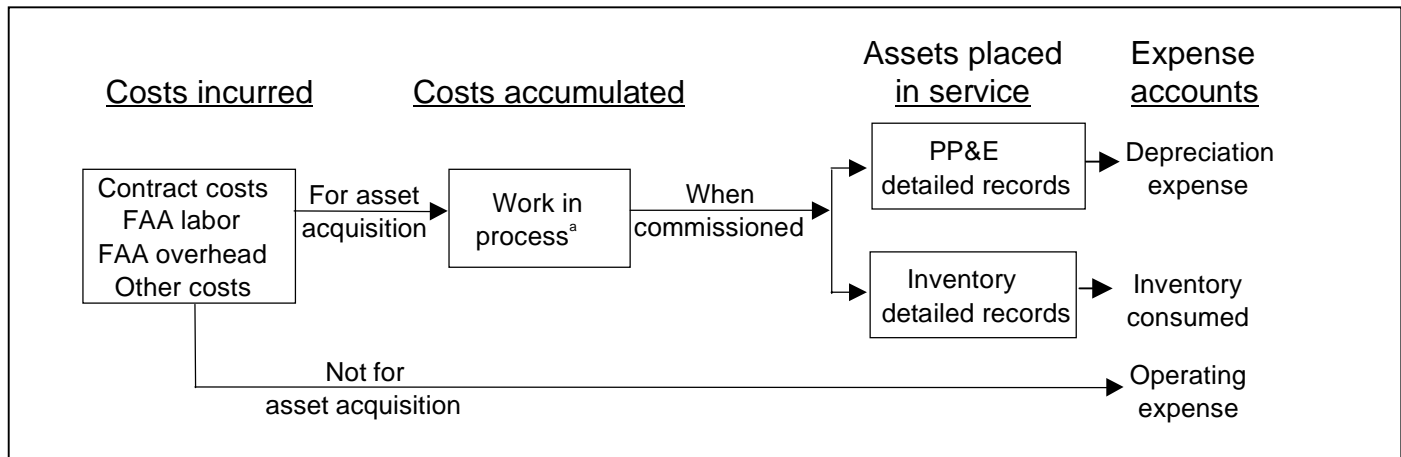 Costs incurred
Costs accumulated
Assets placed
in service
Expense
accounts
Contract costs
FAA labor
FAA overhead
Other costs
For asset
acquisition
Work in
processᵃ
When
commissioned
PP&E
detailed records
Depreciation
expense
Inventory
detailed records
Inventory
consumed
Not for
asset acquisition
Operating
expense